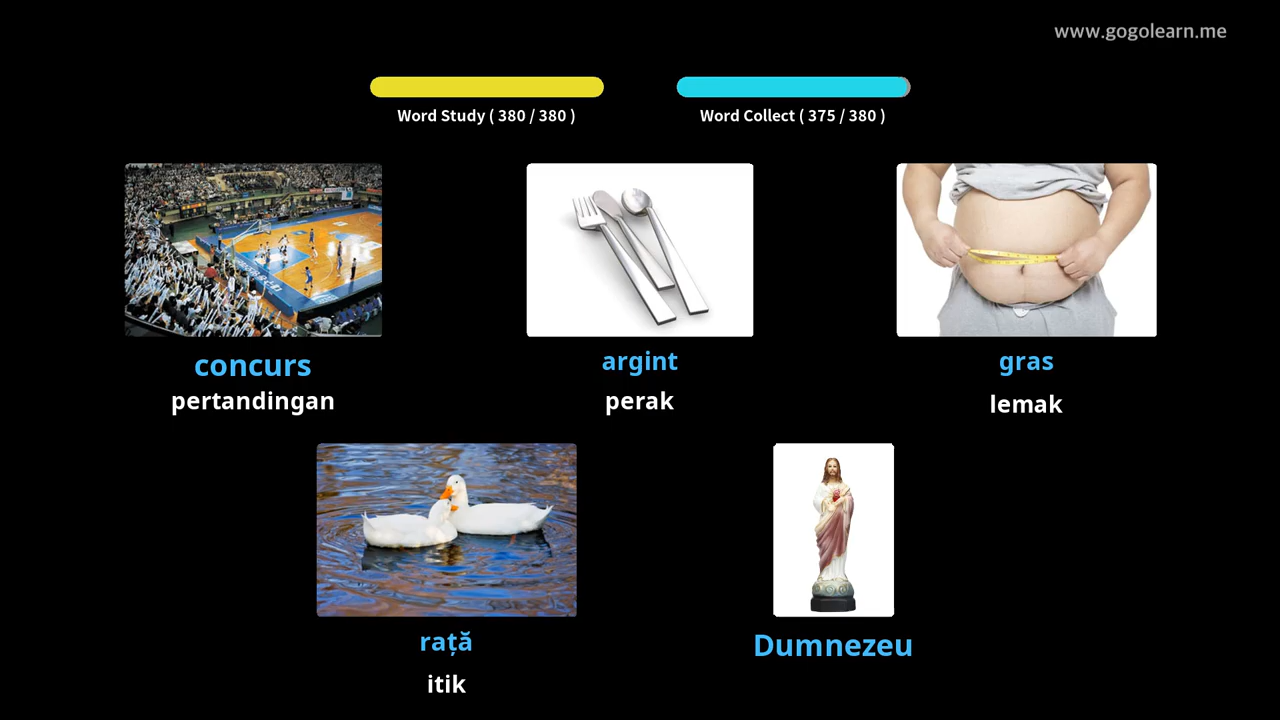 www.gogolearn.me
Word Study ( 380 / 380 )
Word Collect ( 375 / 380 )
concurs
pertandingan
argint
perak
gras
lemak
rață
itik
Dumnezeu